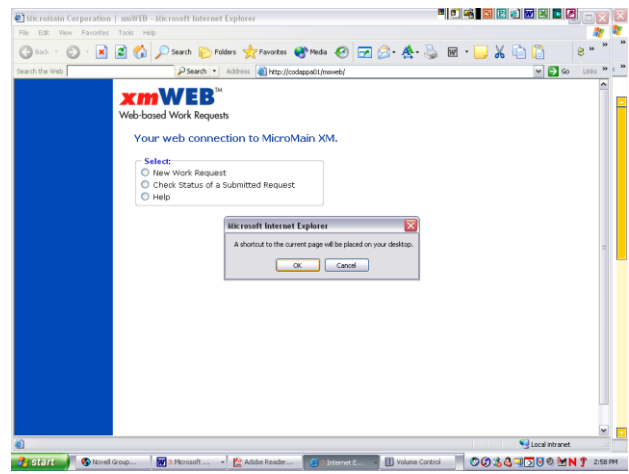 MicroMain Corporation | xmWEB - Microsoft Internet Explorer
File Edit View Favorites Tools Help
Back Search Folders Favorites Media
Search the Web Search Address http://codappa01/mxweb/ Go Links
xmWEB™
Web-based Work Requests
Your web connection to MicroMain XM.
Select:
New Work Request
Check Status of a Submitted Request
Help
Microsoft Internet Explorer
A shortcut to the current page will be placed on your desktop.
OK Cancel
Local intranet
start Novell Group... 3 Microsoft ... Adobe Reader... Internet E... Volume Control 2:58 PM